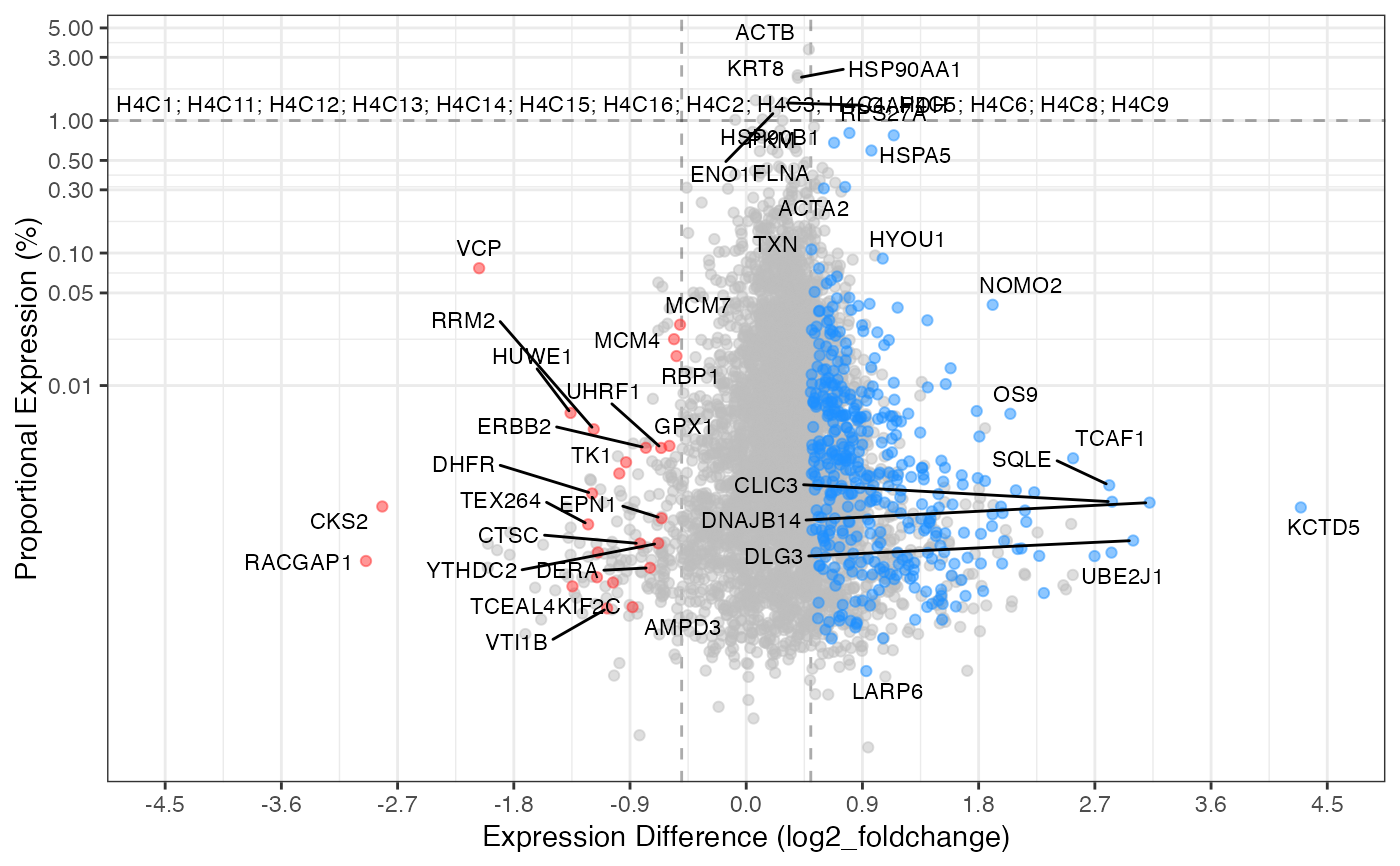 5.00
ACTB
3.00
KRT8
HSP90AA1
H4C1; H4C11; H4C12; H4C13; H4C14; H4C15; H4C16; H4C2; H4C3; H4C4; H4C5; H4C6; H4C8; H4C9
GAPDH
RPS27A
1.00
HSP90B1
PKM
0.50
HSPA5
ENO1
FLNA
0.30
ACTA2
TXN
HYOU1
VCP
0.10
NOMO2
0.05
MCM7
RRM2
MCM4
HUWE1
RBP1
0.01
UHRF1
OS9
ERBB2
GPX1
TCAF1
TK1
SQLE
DHFR
CLIC3
TEX264
EPN1
CKS2
DNAJB14
KCTD5
CTSC
RACGAP1
DLG3
YTHDC2
DERA
UBE2J1
TCEAL4
KIF2C
AMPD3
VTI1B
LARP6
-4.5
-3.6
-2.7
-1.8
-0.9
0.0
0.9
1.8
2.7
3.6
4.5
Expression Difference (log2_foldchange)
Proportional Expression (%)